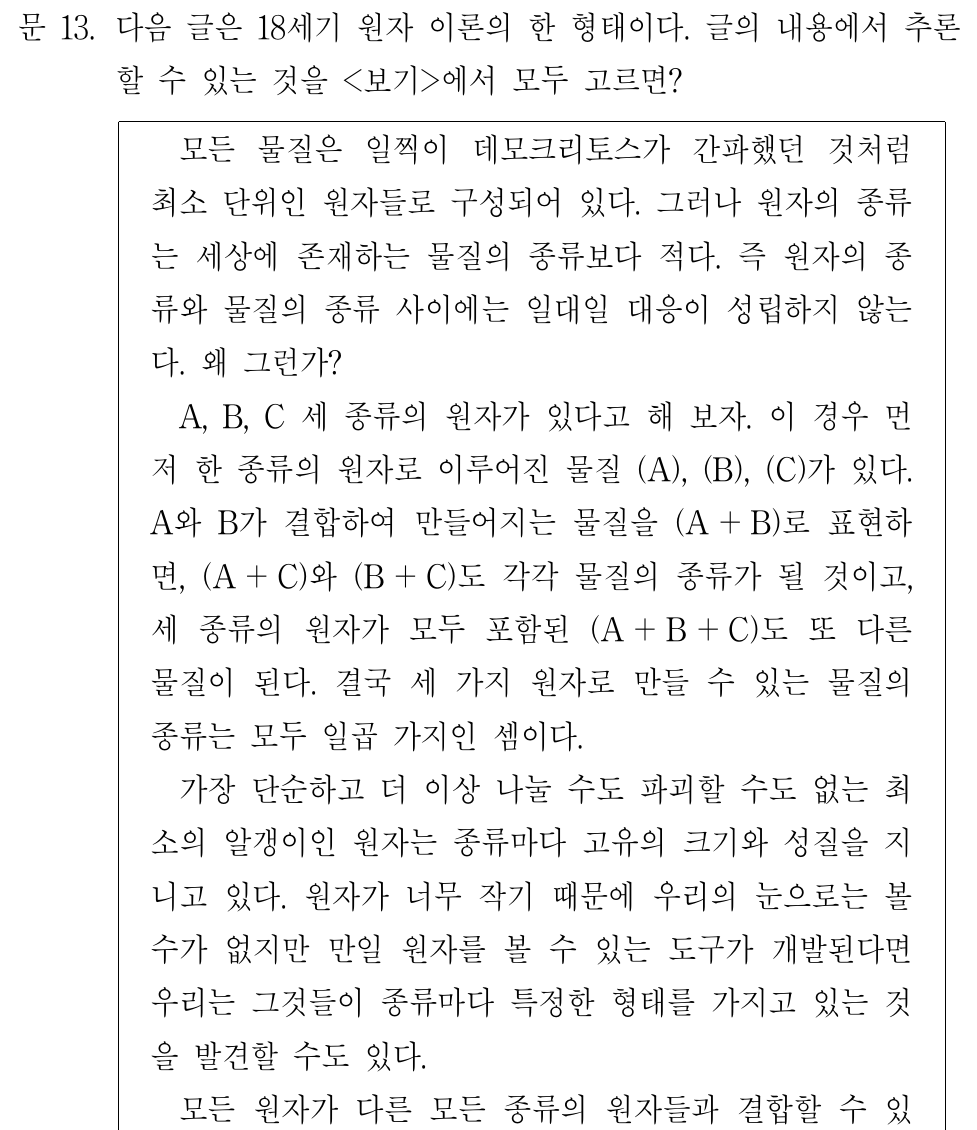 문 13. 다음 글은 18세기 원자 이론의 한 형태이다. 글의 내용에서 추론
할 수 있는 것을 <보기>에서 모두 고르면?
모든 물질은 일찍이 데모크리토스가 간파했던 것처럼
최소 단위인 원자들로 구성되어 있다. 그러나 원자의 종류
는 세상에 존재하는 물질의 종류보다 적다. 즉 원자의 종
류와 물질의 종류 사이에는 일대일 대응이 성립하지 않는
다. 왜 그런가?
A, B, C 세 종류의 원자가 있다고 해 보자. 이 경우 먼
저 한 종류의 원자로 이루어진 물질 (A), (B), (C)가 있다.
A와 B가 결합하여 만들어지는 물질을 (A + B)로 표현하
면, (A + C)와 (B + C)도 각각 물질의 종류가 될 것이고,
세 종류의 원자가 모두 포함된 (A + B + C)도 또 다른
물질이 된다. 결국 세 가지 원자로 만들 수 있는 물질의
종류는 모두 일곱 가지인 셈이다.
가장 단순하고 더 이상 나눌 수도 파괴할 수도 없는 최
소의 알갱이인 원자는 종류마다 고유의 크기와 성질을 지
니고 있다. 원자가 너무 작기 때문에 우리의 눈으로는 볼
수가 없지만 만일 원자를 볼 수 있는 도구가 개발된다면
우리는 그것들이 종류마다 특정한 형태를 가지고 있는 것
을 발견할 수도 있다.
모든 원자가 다른 모든 종류의 원자들과 결합할 수 있